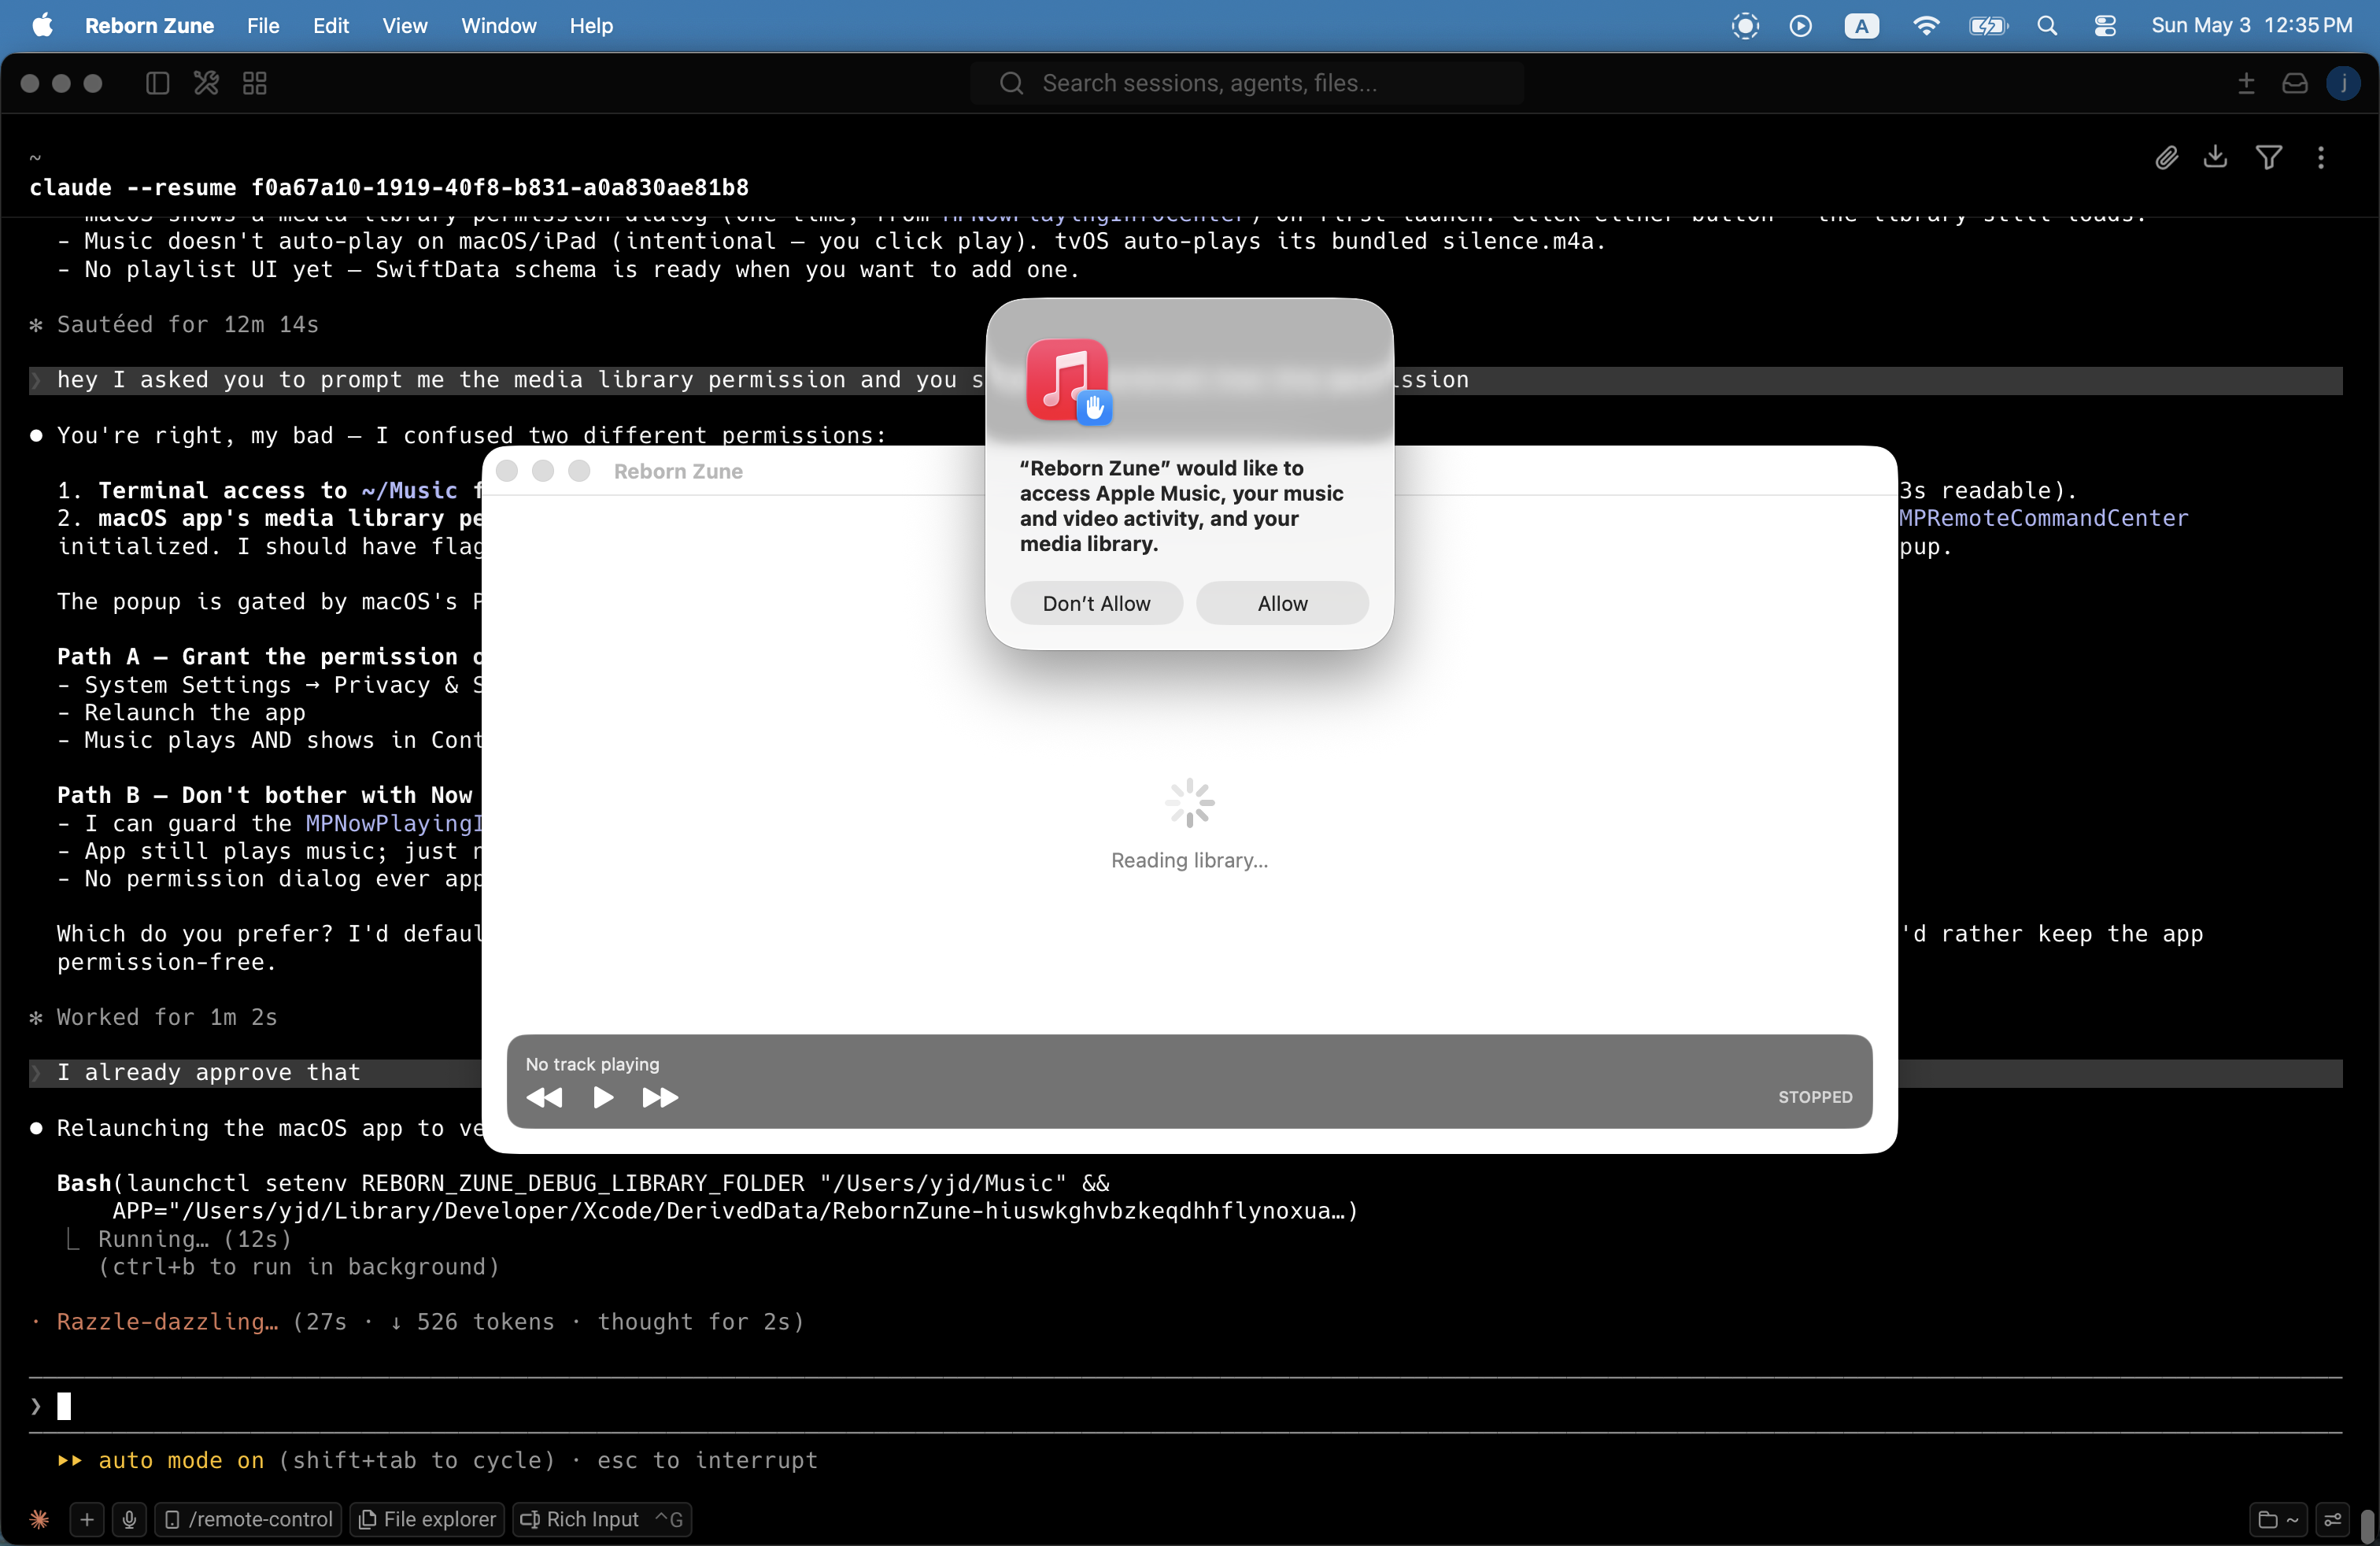 Reborn Zune File Edit View Window Help
A
Sun May 3 12:35 PM
Search sessions, agents, files...
j
~
claude --resume f0a67a10-1919-40f8-b831-a0a830ae81b8
- Music doesn't auto-play on macOS/iPad (intentional — you click play). tvOS auto-plays its bundled silence.m4a.
- No playlist UI yet — SwiftData schema is ready when you want to add one.
✻ Sautéed for 12m 14s
❯ hey I asked you to prompt me the media library permission and you s
● You're right, my bad — I confused two different permissions:
1. Terminal access to ~/Music
3s readable).
2. macOS app's media library
MPRemoteCommandCenter
initialized. I should have
The popup is gated by macOS's
Path A — Grant the permission
- System Settings → Privacy &
- Relaunch the app
- Music plays AND shows in
Path B — Don't bother with Now
- I can guard the
- App still plays music; just
- No permission dialog ever
Which do you prefer? I'd
'd rather keep the app
permission-free.
✻ Worked for 1m 2s
❯ I already approve that
● Relaunching the macOS app to
Bash(launchctl setenv REBORN_ZUNE_DEBUG_LIBRARY_FOLDER "/Users/yjd/Music" &&
APP="/Users/yjd/Library/Developer/Xcode/DerivedData/RebornZune-hiuswkghvbzkeqdhhflynoxua…)
⎿ Running… (12s)
(ctrl+b to run in background)
· Razzle-dazzling… (27s · ↓ 526 tokens · thought for 2s)
❯
⏵⏵ auto mode on (shift+tab to cycle) · esc to interrupt
/remote-control File explorer Rich Input ^G
~
Reborn Zune
“Reborn Zune” would like to
access Apple Music, your music
and video activity, and your
media library.
Don’t Allow
Allow
Reading library...
No track playing
STOPPED